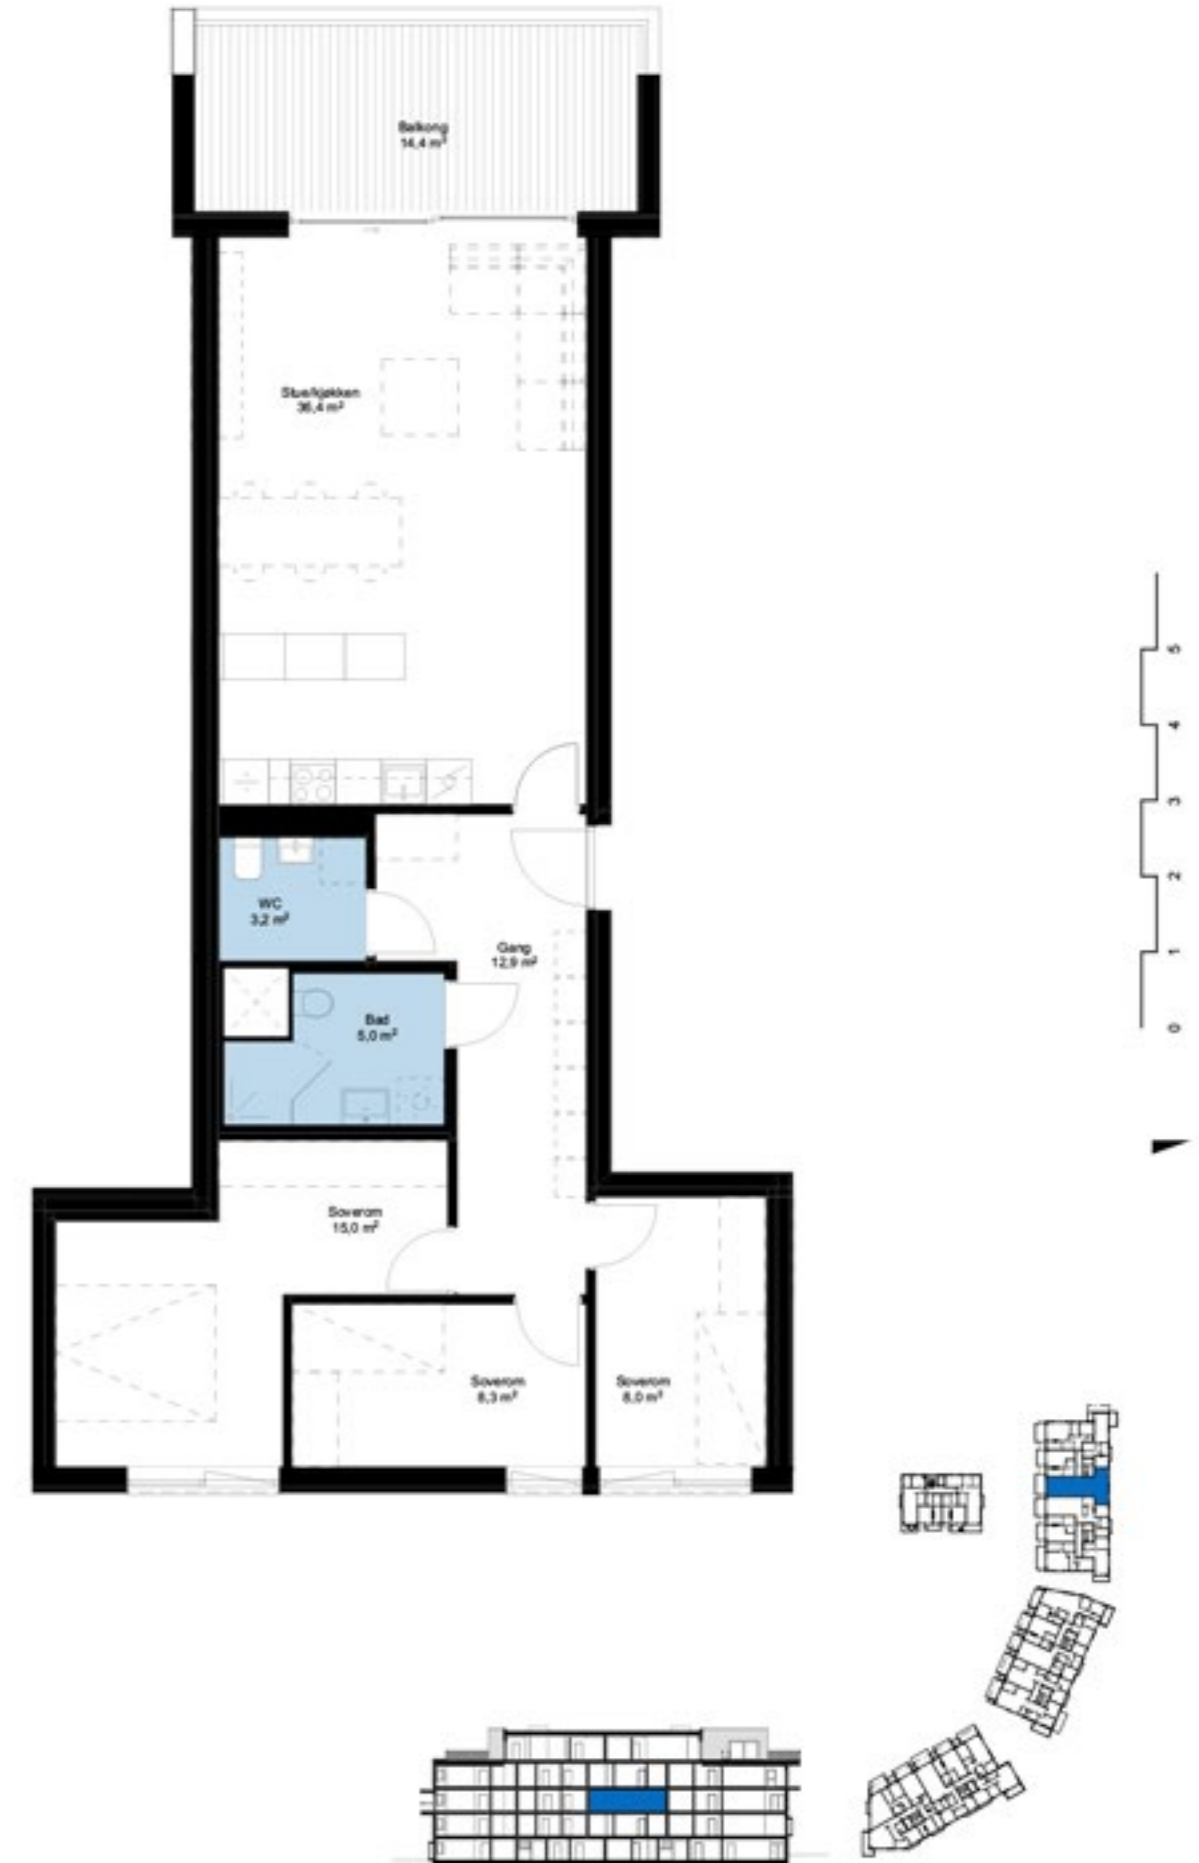 Balkong
14,4 m²
Stue/kjøkken
36,4 m²
WC
3,2 m²
Gang
12,9 m²
Bad
5,0 m²
Soverom
15,0 m²
Soverom
8,3 m²
Soverom
8,0 m²
5
4
3
2
1
0